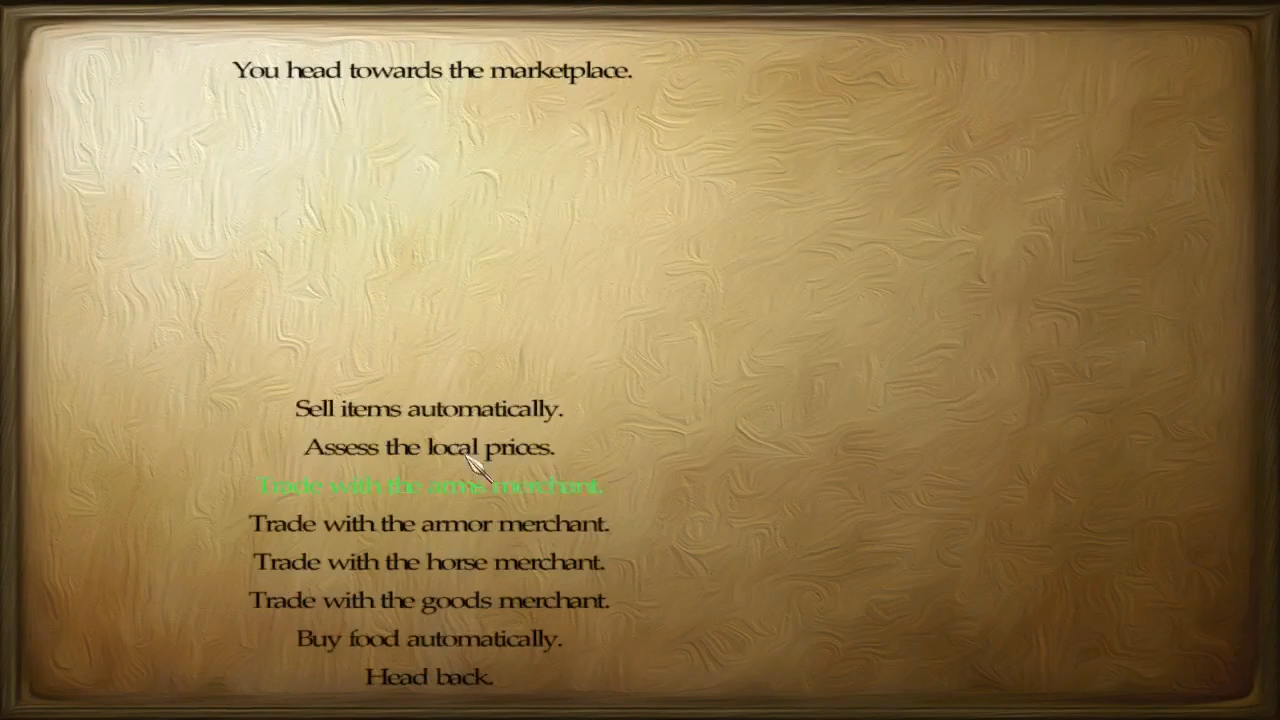 You head towards the marketplace.
Sell items automatically.
Assess the local prices.
Trade with the arms merchant.
Trade with the armor merchant.
Trade with the horse merchant.
Trade with the goods merchant.
Buy food automatically.
Head back.